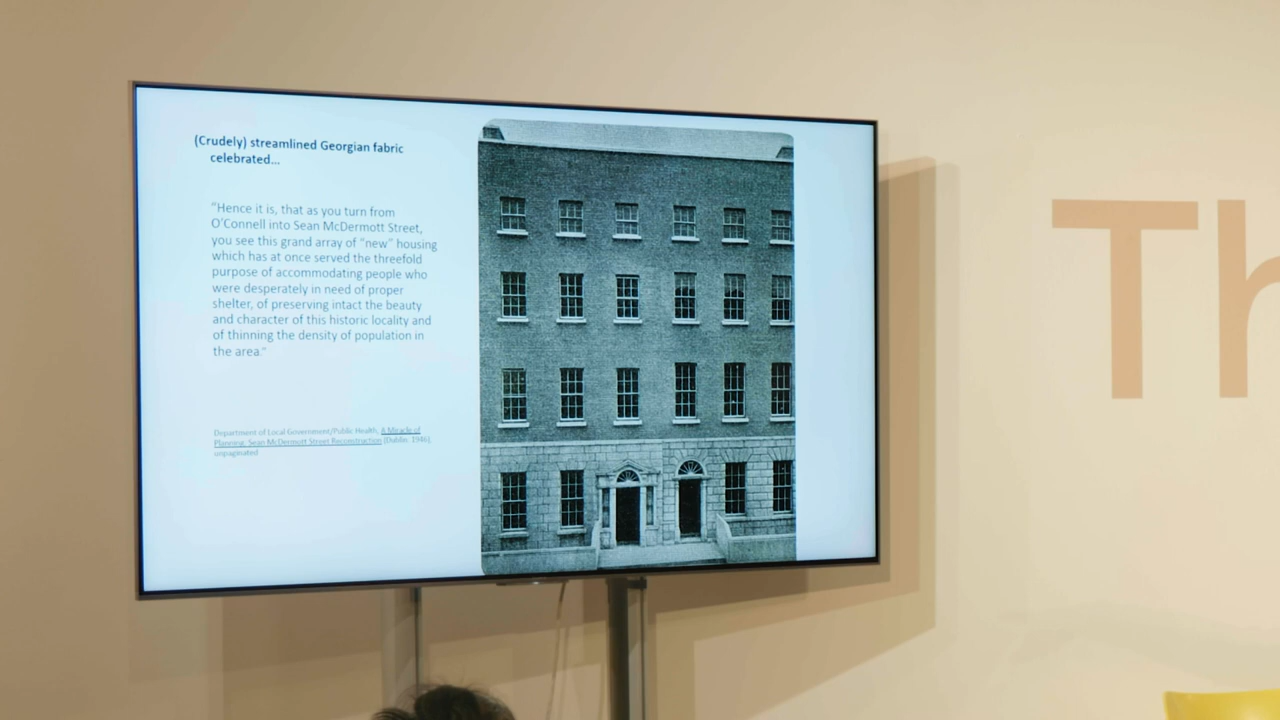 (Crudely) streamlined Georgian fabric
celebrated...
“Hence it is, that as you turn from
O’Connell into Sean McDermott Street,
you see this grand array of “new” housing
which has at once served the threefold
purpose of accommodating people who
were desperately in need of proper
shelter, of preserving intact the beauty
and character of this historic locality and
of thinning the density of population in
the area.”
Department of Local Government/Public Health, A Miracle of
Planning: Sean McDermott Street Reconstruction (Dublin: 1946),
unpaginated
Th